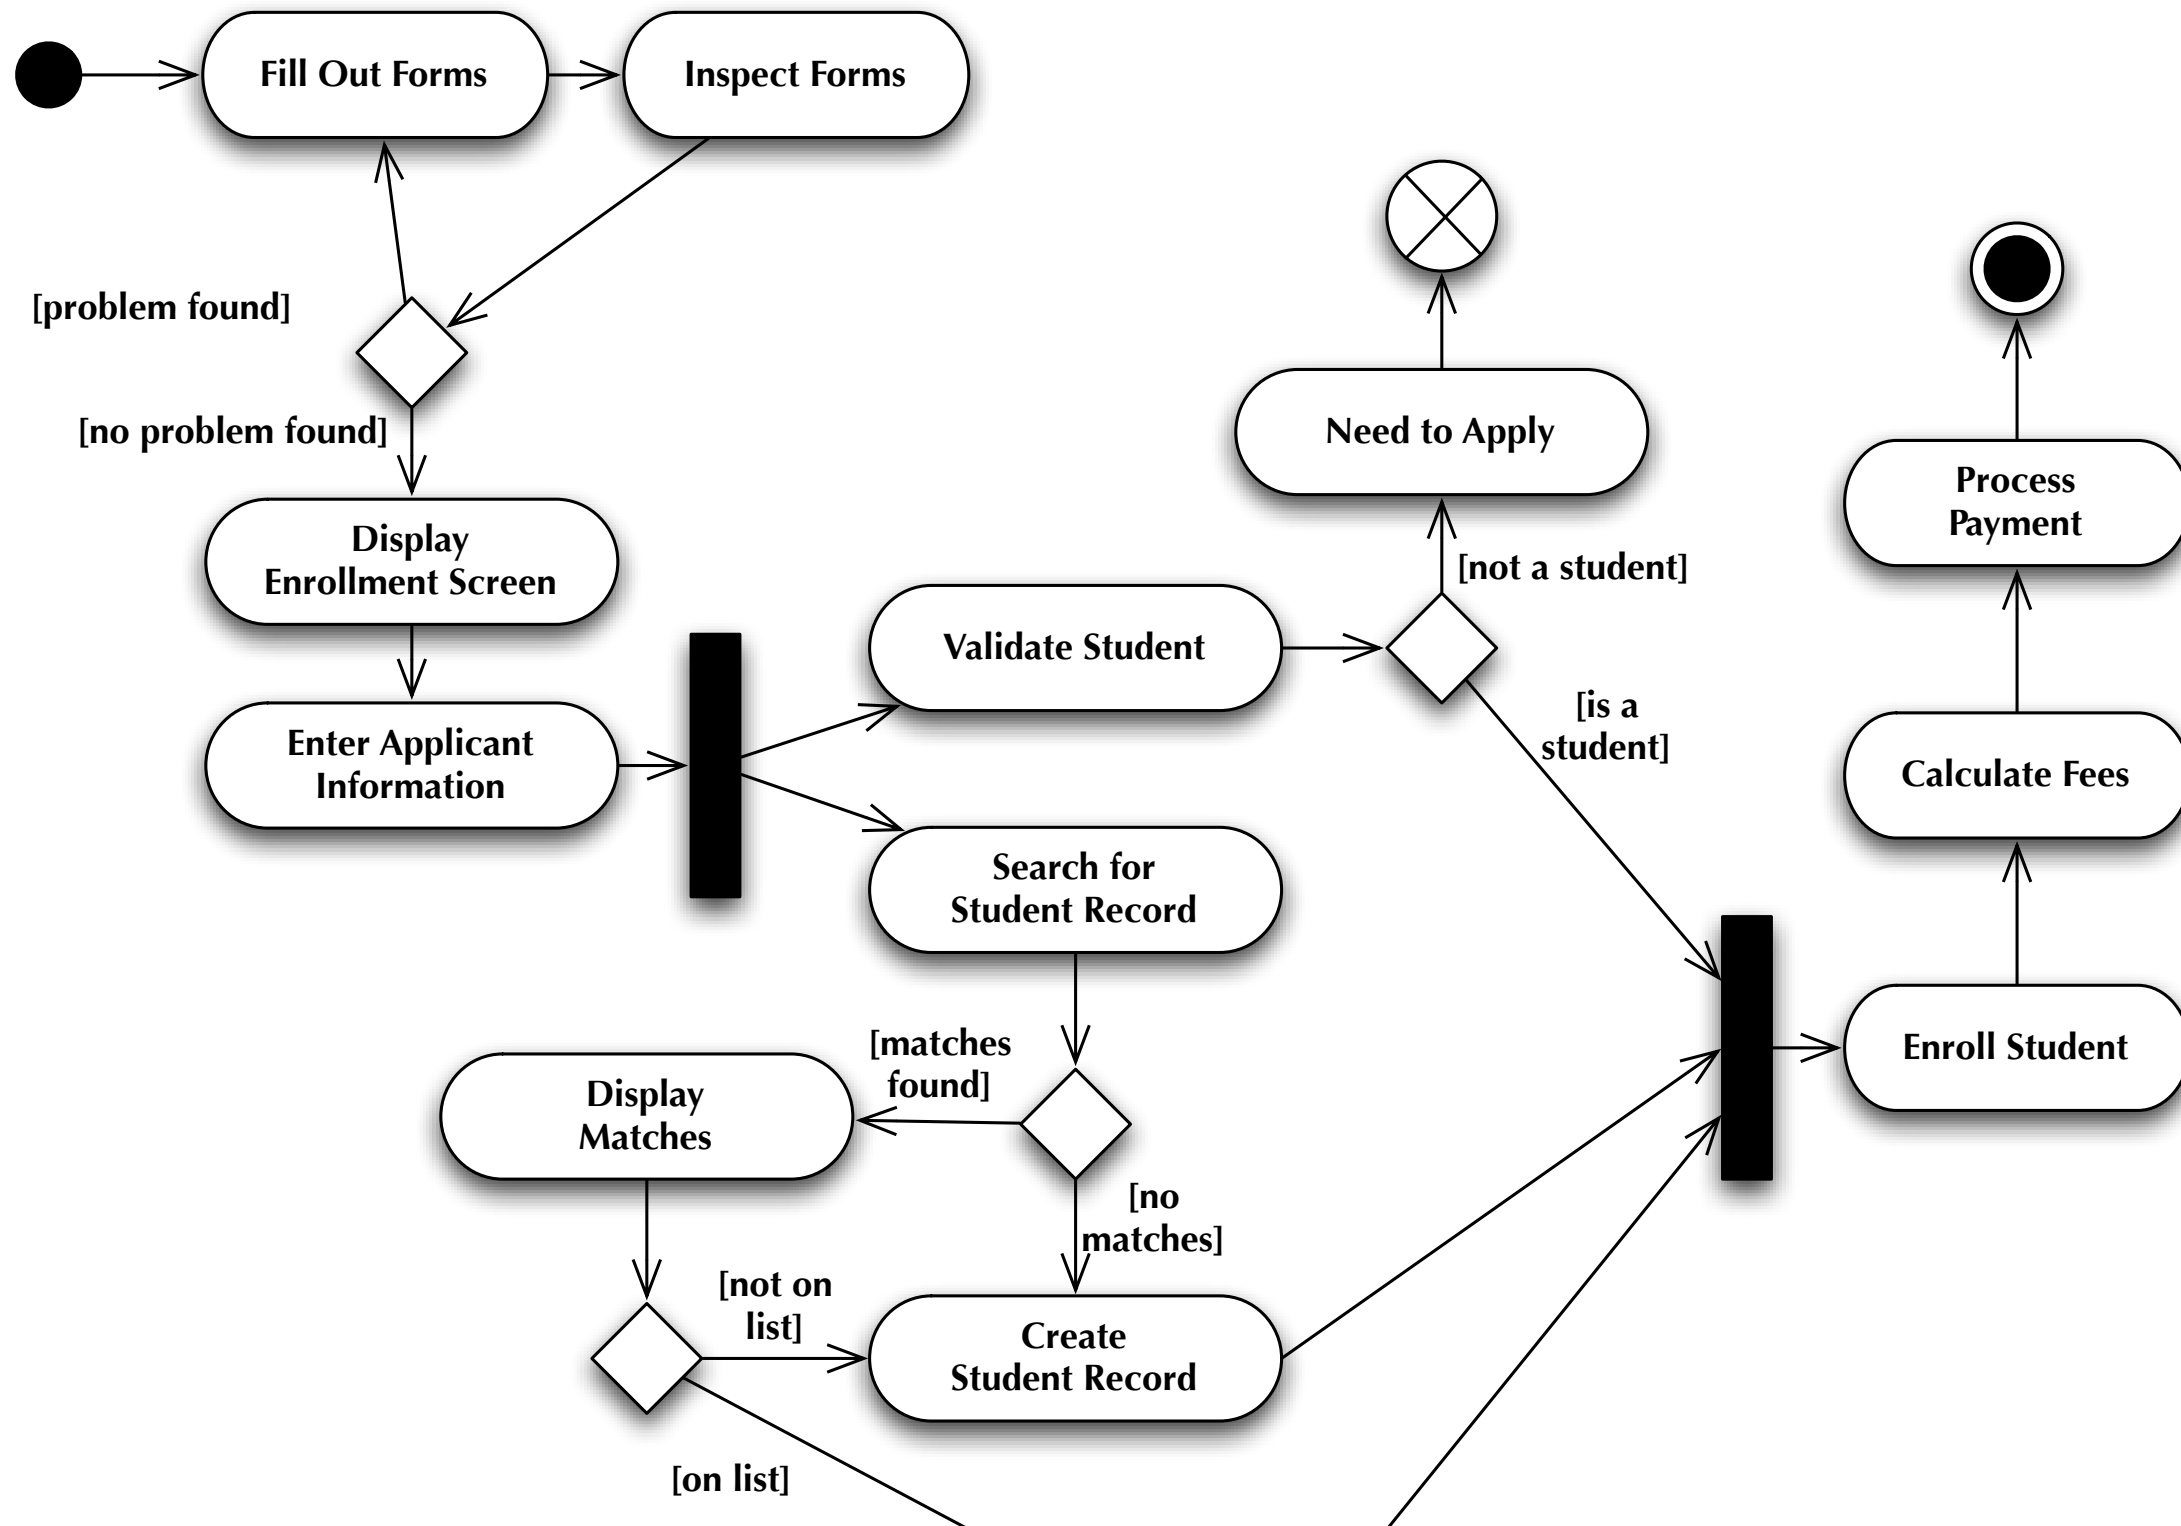 Fill Out Forms
Inspect Forms
[problem found]
[no problem found]
Display
Enrollment Screen
Enter Applicant
Information
Validate Student
Need to Apply
[not a student]
[is a
student]
Search for
Student Record
[matches
found]
Display
Matches
[no
matches]
[not on
list]
Create
Student Record
[on list]
Process
Payment
Calculate Fees
Enroll Student